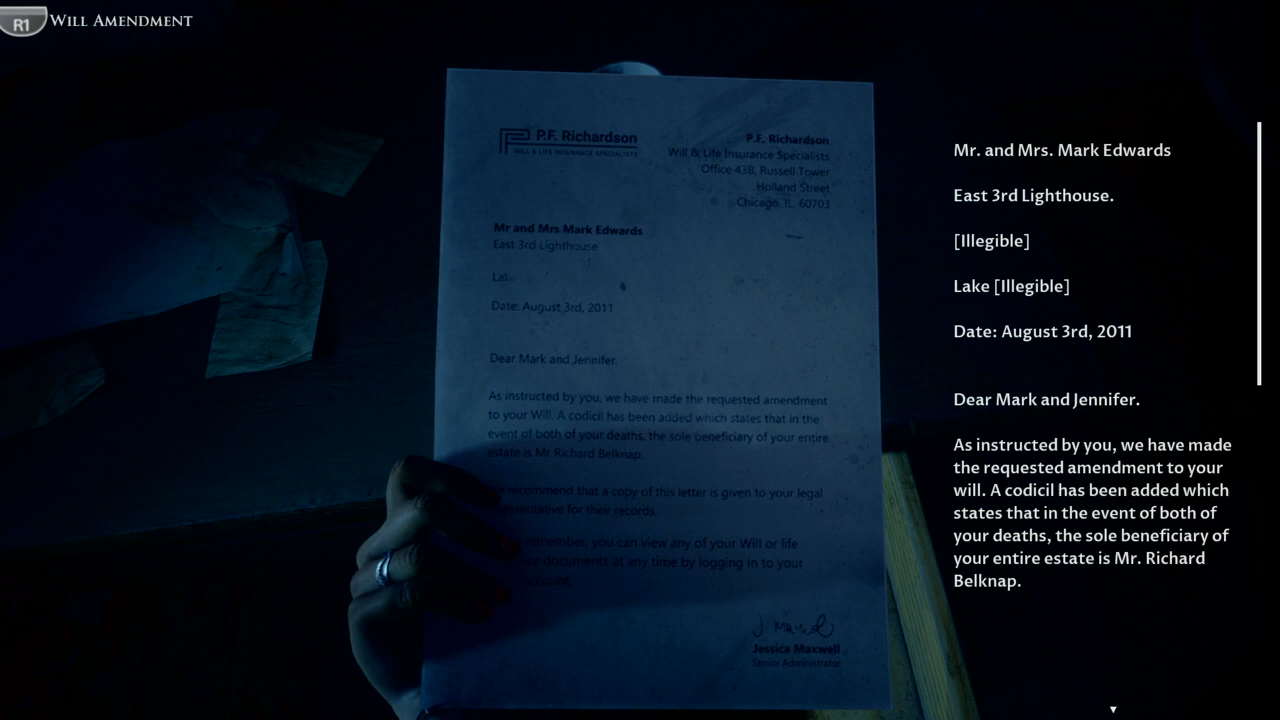 R1 WILL AMENDMENT
P.F. Richardson
WILL & LIFE INSURANCE SPECIALISTS
P.F. Richardson
Will & Life Insurance Specialists
Office 43B, Russell Tower
Holland Street
Chicago, IL, 60703
Mr and Mrs Mark Edwards
East 3rd Lighthouse
Date: August 3rd, 2011
Dear Mark and Jennifer.
As instructed by you, we have made the requested amendment
to your Will. A codicil has been added which states that in the
event of both of your deaths, the sole beneficiary of your entire
estate is Mr Richard Belknap.
recommend that a copy of this letter is given to your legal
for their records.
remember, you can view any of your Will or life
documents at any time by logging in to your
account.
Jessica Maxwell
Senior Administrator
Mr. and Mrs. Mark Edwards
East 3rd Lighthouse.
[Illegible]
Lake [Illegible]
Date: August 3rd, 2011
Dear Mark and Jennifer.
As instructed by you, we have made
the requested amendment to your
will. A codicil has been added which
states that in the event of both of
your deaths, the sole beneficiary of
your entire estate is Mr. Richard
Belknap.